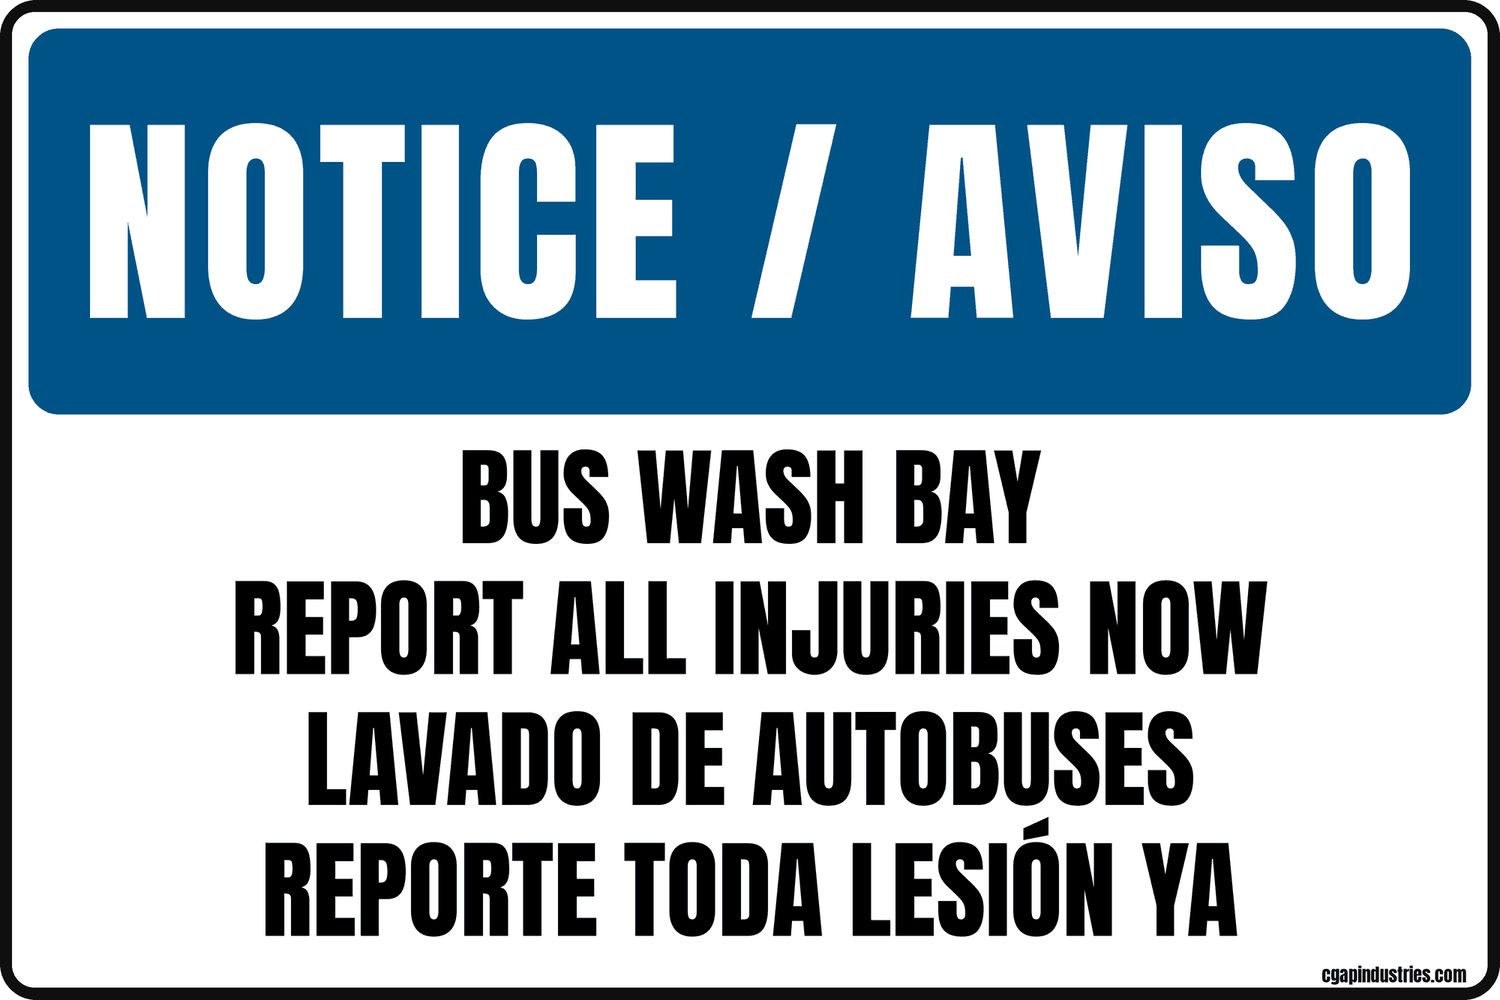 NOTICE / AVISO
BUS WASH BAY
REPORT ALL INJURIES NOW
LAVADO DE AUTOBUSES
REPORTE TODA LESIÓN YA
cgapindustries.com